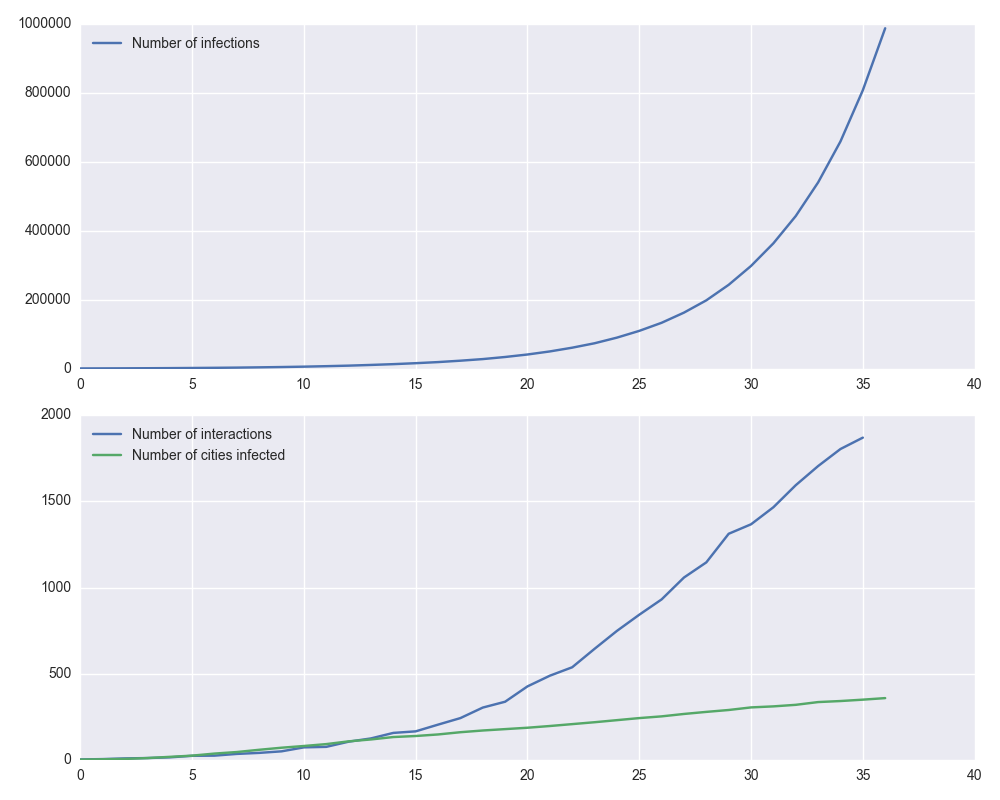 1000000
Number of infections
800000
600000
400000
200000
0
0 5 10 15 20 25 30 35 40
2000
Number of interactions
Number of cities infected
1500
1000
500
0
0 5 10 15 20 25 30 35 40